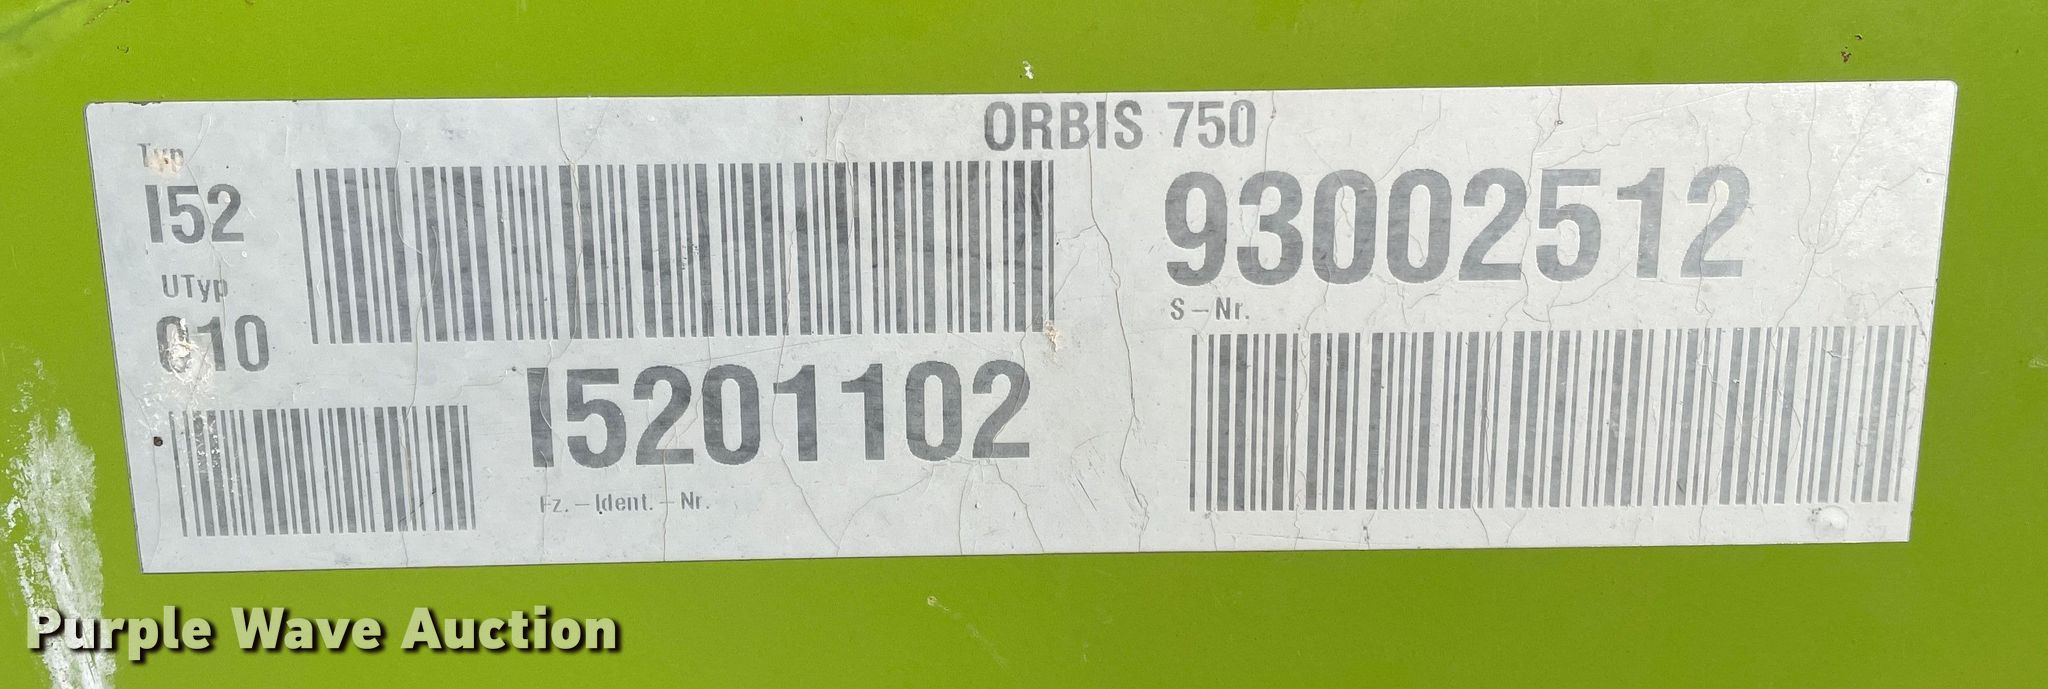 ORBIS 750
Typ
I52
93002512
UTyp
S-Nr.
010
I5201102
Fz.-Ident.-Nr.
Purple Wave Auction